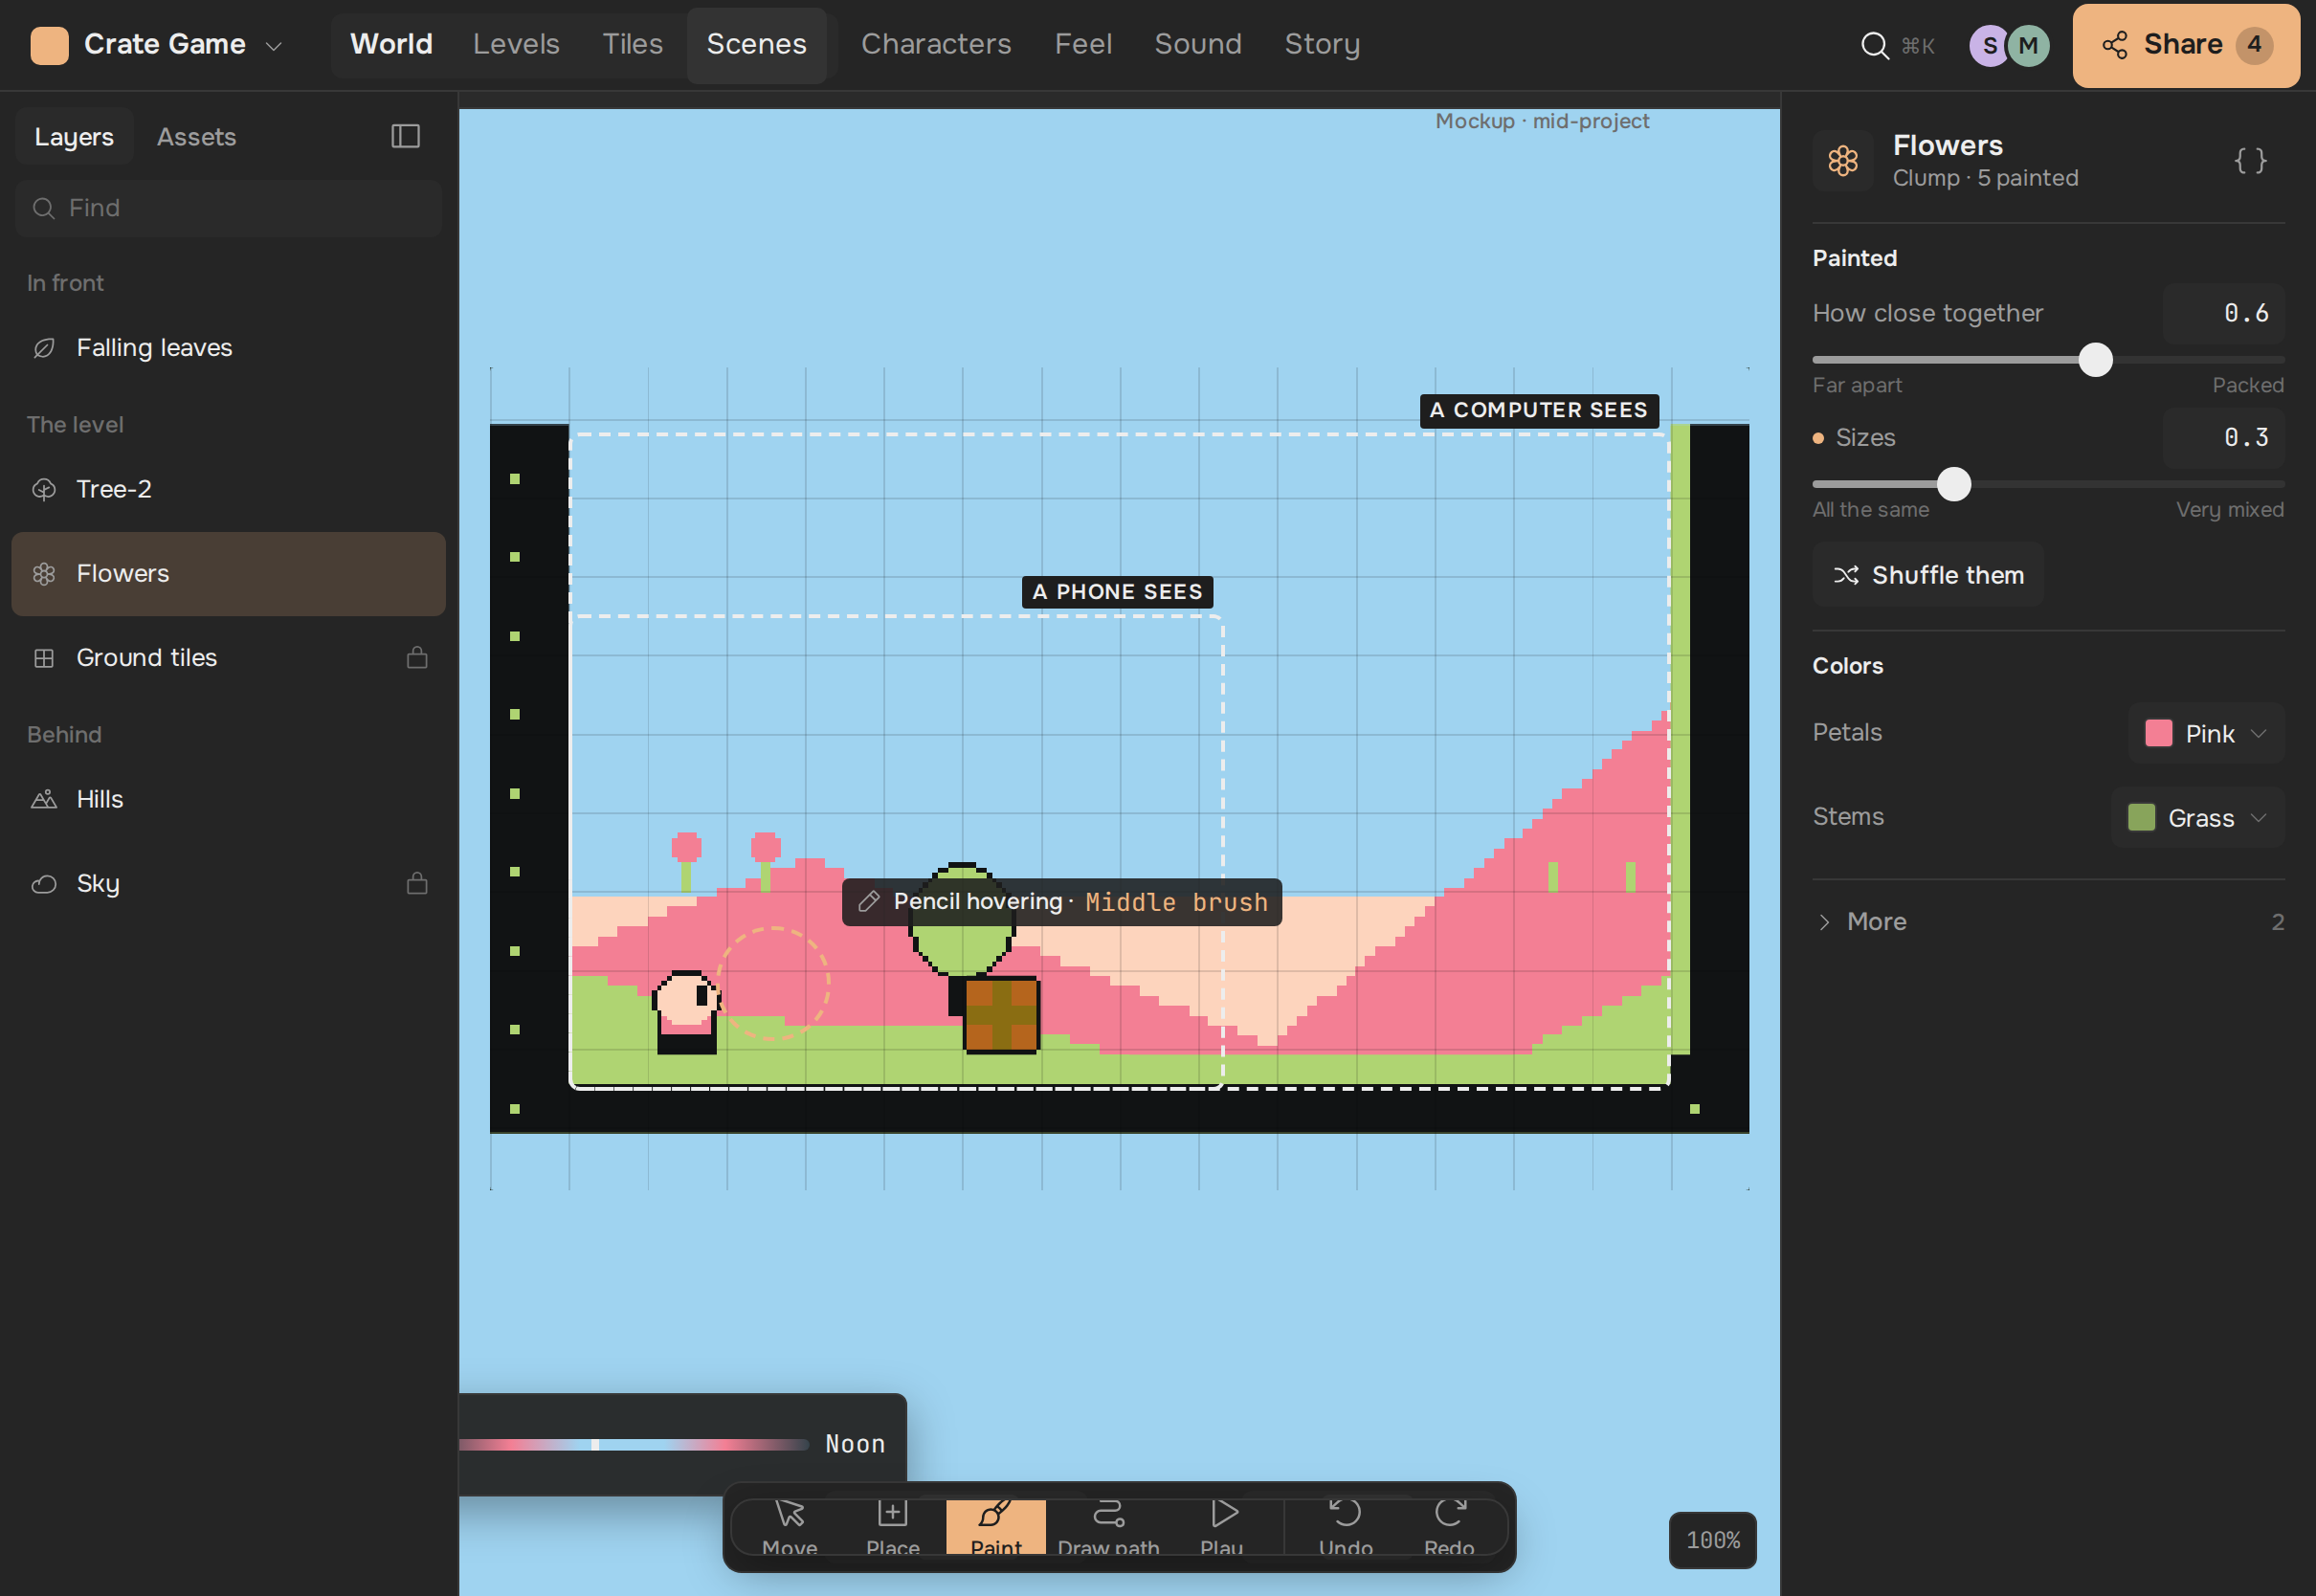 Crate Game World Levels Tiles Scenes Characters Feel Sound Story ⌘K S M Share 4
Layers Assets
Find
In front
Falling leaves
The level
Tree-2
Flowers
Ground tiles
Behind
Hills
Sky
Mockup · mid-project
A COMPUTER SEES
A PHONE SEES
Pencil hovering · Middle brush
Noon
Move Place Paint Draw path Play Undo Redo
100%
Flowers
Clump · 5 painted
{ }
Painted
How close together 0.6
Far apart Packed
Sizes 0.3
All the same Very mixed
Shuffle them
Colors
Petals Pink
Stems Grass
More 2